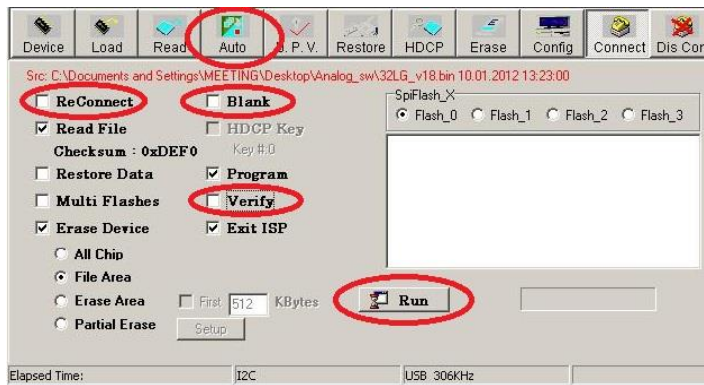 Device Load Read Auto D. P. V. Restore HDCP Erase Config Connect Dis Con
Src: C:\Documents and Settings\MEETING\Desktop\Analog_sw\32LG_v18.bin 10.01.2012 13:23:00
ReConnect Blank
SpiFlash_X
Flash_0 Flash_1 Flash_2 Flash_3
Read File HDCP Key
Checksum : 0xDEF0 Key #:0
Restore Data Program
Multi Flashes Verify
Erase Device Exit ISP
All Chip
File Area
Erase Area First 512 KBytes Run
Partial Erase Setup
Elapsed Time: I2C USB 306KHz